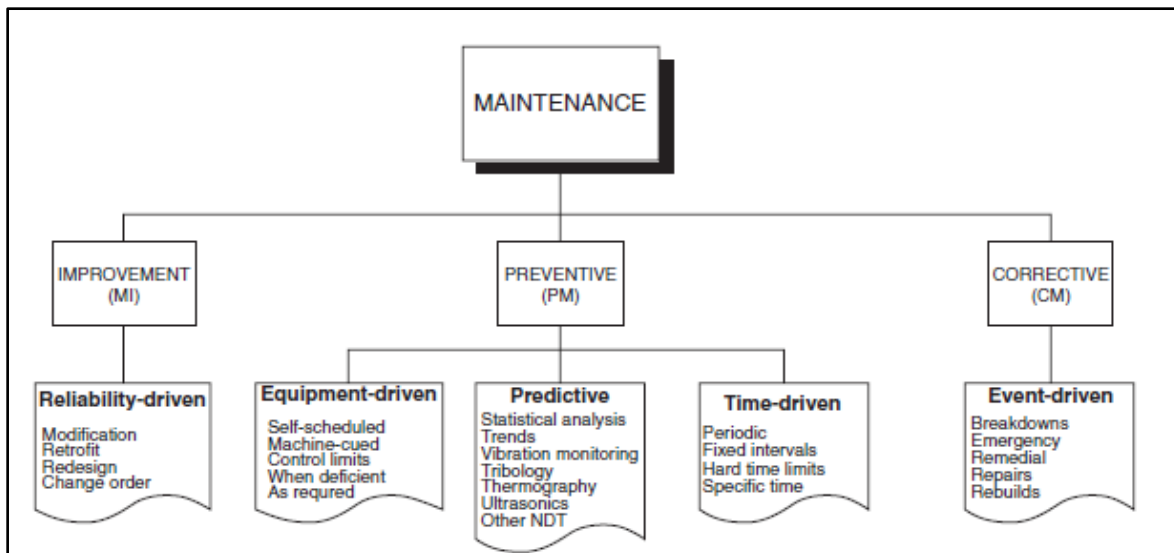 MAINTENANCE
IMPROVEMENT
(MI)
PREVENTIVE
(PM)
CORRECTIVE
(CM)
Reliability-driven
Modification
Retrofit
Redesign
Change order
Equipment-driven
Self-scheduled
Machine-cued
Control limits
When deficient
As requred
Predictive
Statistical analysis
Trends
Vibration monitoring
Tribology
Thermography
Ultrasonics
Other NDT
Time-driven
Periodic
Fixed intervals
Hard time limits
Specific time
Event-driven
Breakdowns
Emergency
Remedial
Repairs
Rebuilds